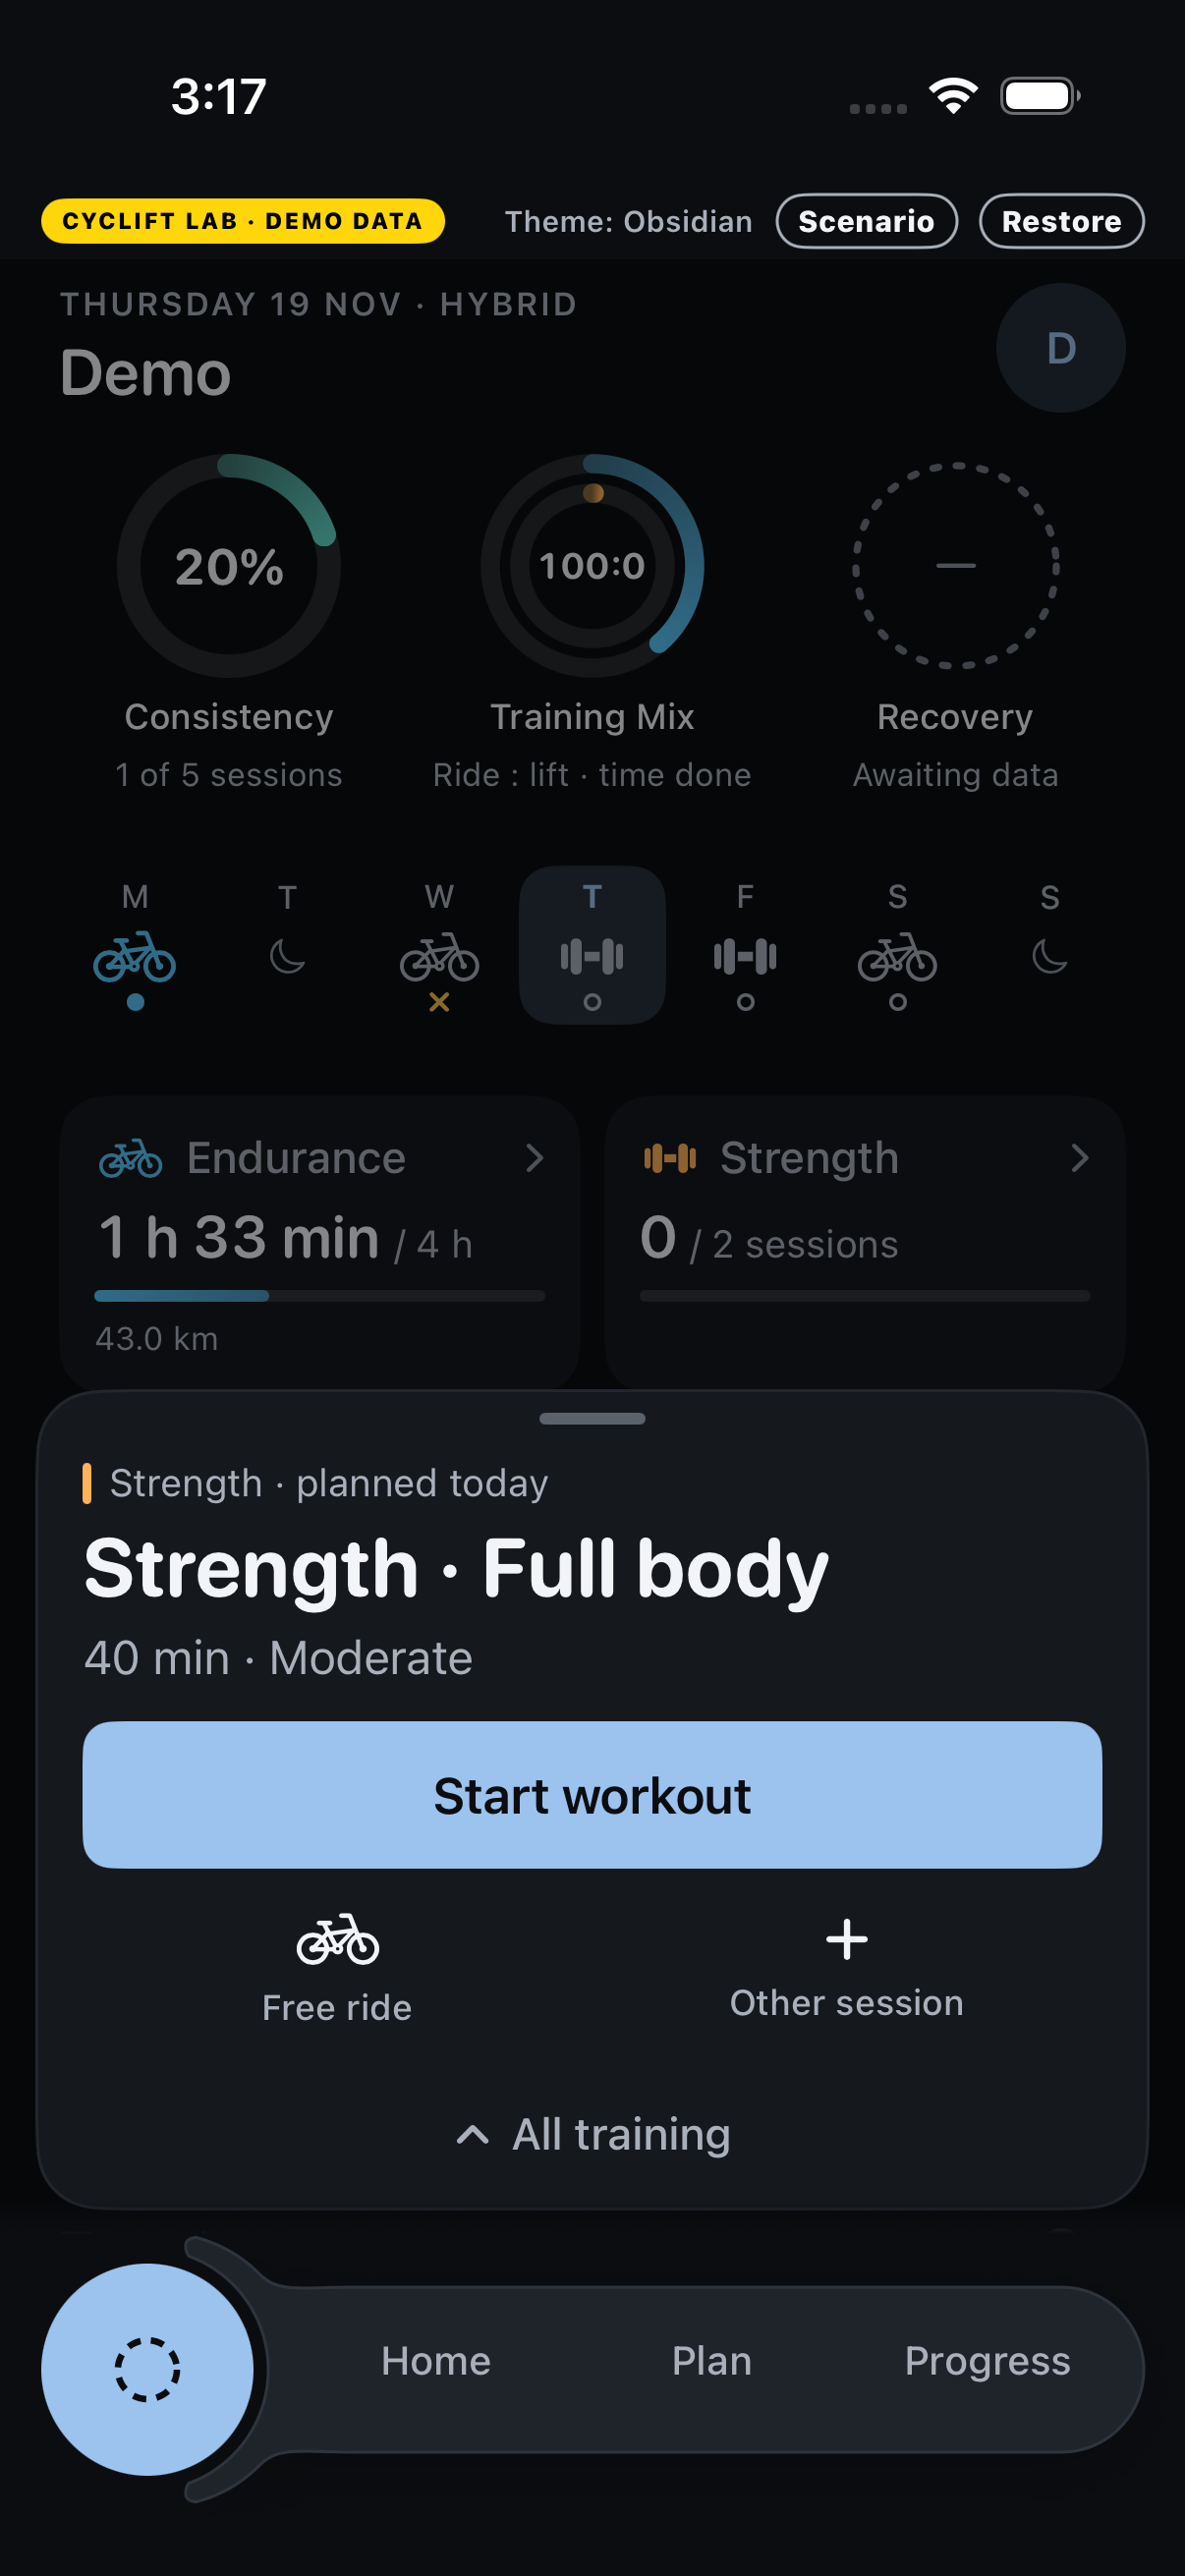 3:17
CYCLIFT LAB · DEMO DATA Theme: Obsidian Scenario Restore
THURSDAY 19 NOV · HYBRID
Demo
D
20% 100:0 —
Consistency Training Mix Recovery
1 of 5 sessions Ride : lift · time done Awaiting data
M T W T F S S
Endurance Strength
1 h 33 min / 4 h 0 / 2 sessions
43.0 km
Strength · planned today
Strength · Full body
40 min · Moderate
Start workout
Free ride Other session
All training
Home Plan Progress